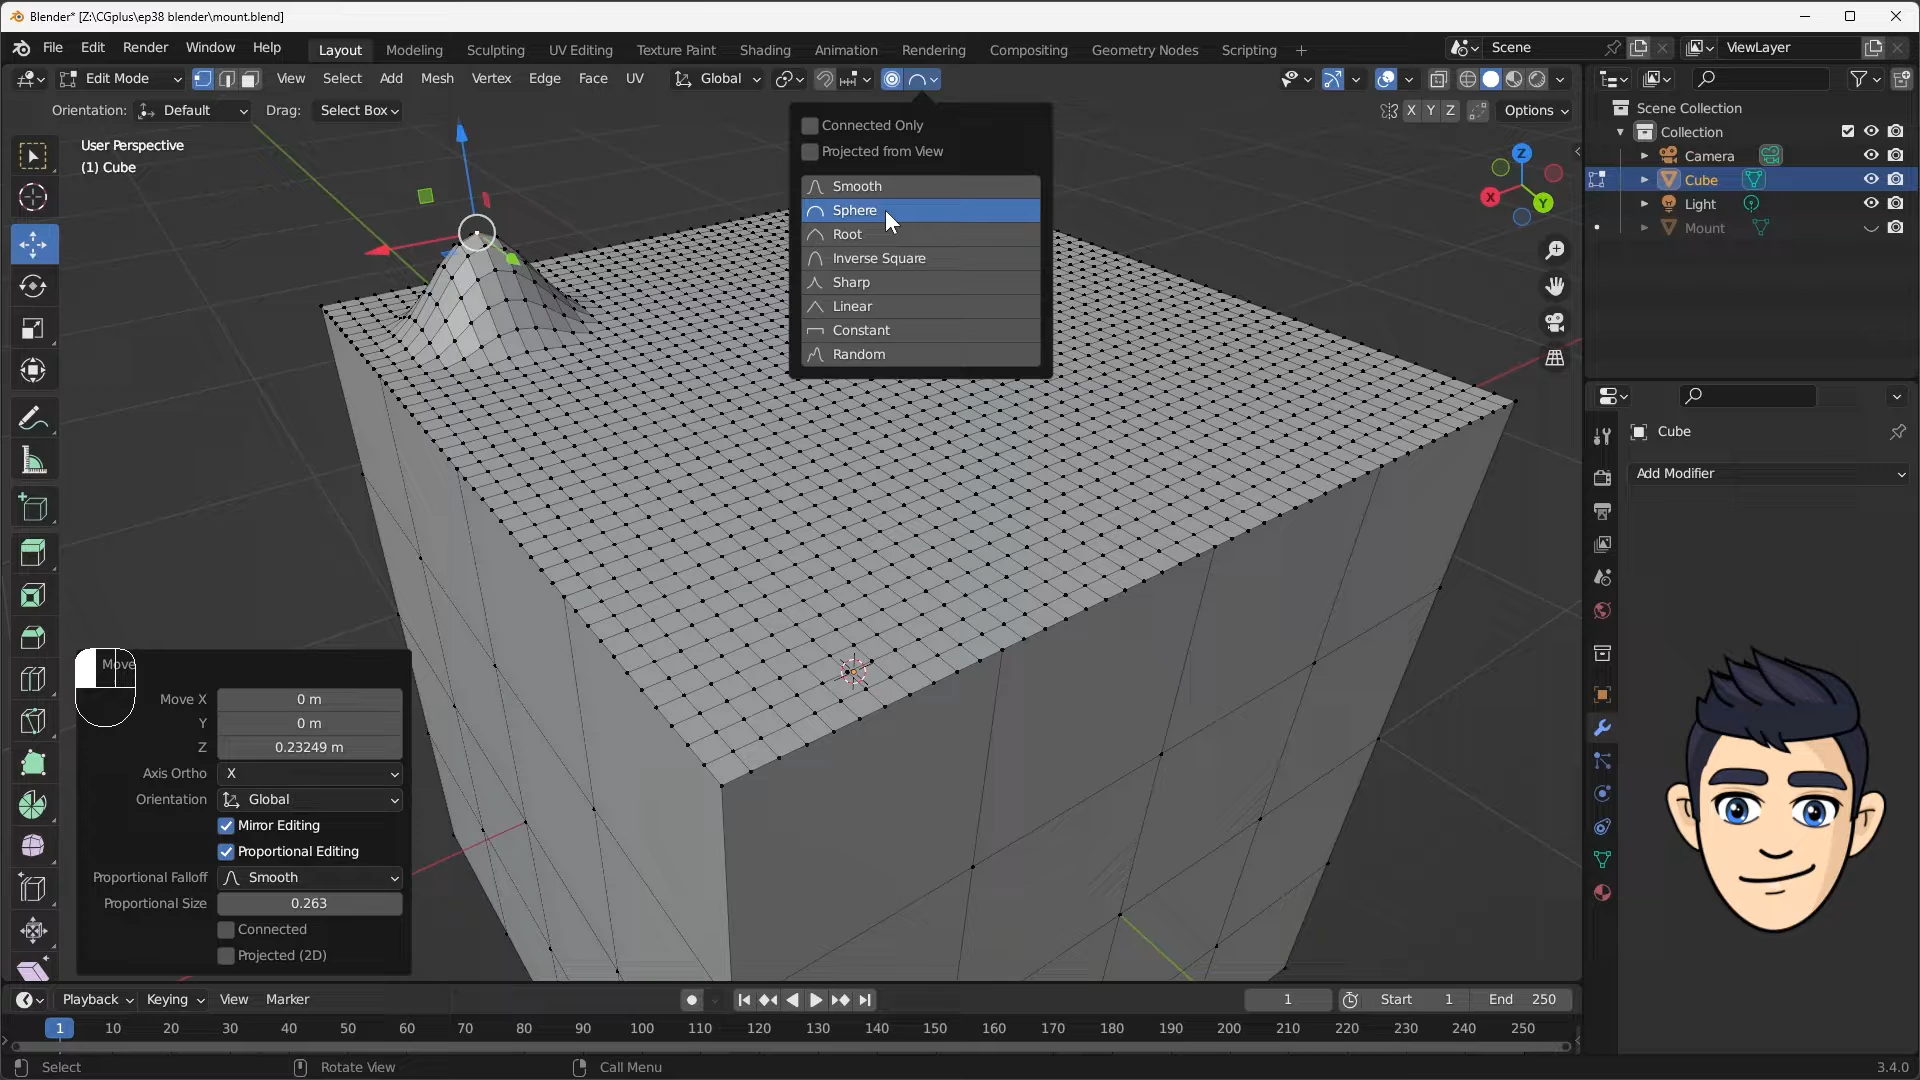 Blender* [Z:\CGplus\ep38 blender\mount.blend]
File Edit Render Window Help Layout Modeling Sculpting UV Editing Texture Paint Shading Animation Rendering Compositing Geometry Nodes Scripting + Scene ViewLayer
Edit Mode View Select Add Mesh Vertex Edge Face UV Global
Orientation: Default Drag: Select Box X Y Z Options
User Perspective
(1) Cube
Connected Only
Projected from View
Smooth
Sphere
Root
Inverse Square
Sharp
Linear
Constant
Random
Z
X
Y
Scene Collection
Collection
Camera
Cube
Light
Mount
Cube
Add Modifier
Move
Move X 0 m
Y 0 m
Z 0.23249 m
Axis Ortho X
Orientation Global
Mirror Editing
Proportional Editing
Proportional Falloff Smooth
Proportional Size 0.263
Connected
Projected (2D)
Playback Keying View Marker 1 Start 1 End 250
1 10 20 30 40 50 60 70 80 90 100 110 120 130 140 150 160 170 180 190 200 210 220 230 240 250
Select Rotate View Call Menu 3.4.0